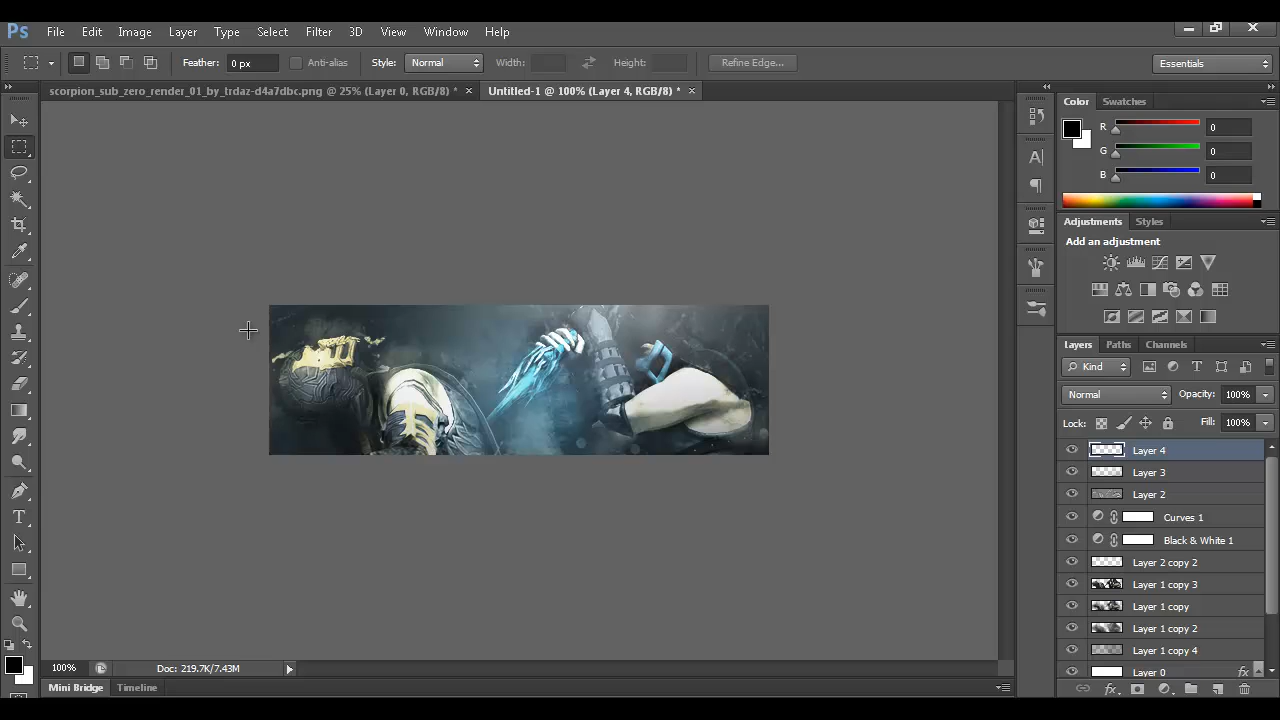 Ps File Edit Image Layer Type Select Filter 3D View Window Help
Feather: 0 px Anti-alias Style: Normal Width: Height: Refine Edge... Essentials
scorpion_sub_zero_render_01_by_trdaz-d4a7dbc.png @ 25% (Layer 0, RGB/8) * × Untitled-1 @ 100% (Layer 4, RGB/8) * ×
Color Swatches
R 0
G 0
B 0
Adjustments Styles
Add an adjustment
Layers Paths Channels
Kind
Normal Opacity: 100%
Lock: Fill: 100%
Layer 4
Layer 3
Layer 2
Curves 1
Black & White 1
Layer 2 copy 2
Layer 1 copy 3
Layer 1 copy
Layer 1 copy 2
Layer 1 copy 4
Layer 0 fx
100% Doc: 219.7K/7.43M
Mini Bridge Timeline